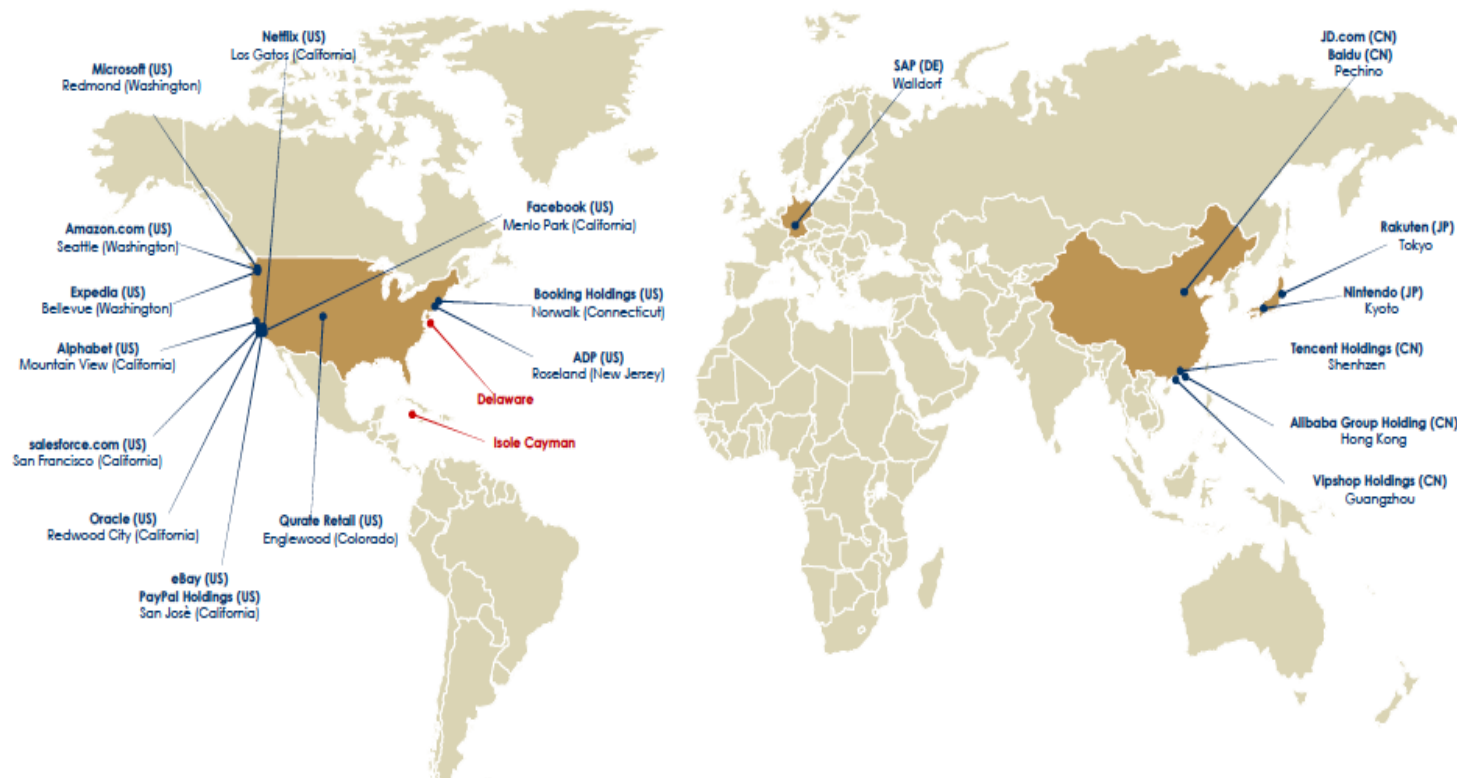 Netflix (US)
Los Gatos (California)
Microsoft (US)
Redmond (Washington)
Amazon.com (US)
Seattle (Washington)
Expedia (US)
Bellevue (Washington)
Alphabet (US)
Mountain View (California)
salesforce.com (US)
San Francisco (California)
Oracle (US)
Redwood City (California)
eBay (US)
PayPal Holdings (US)
San Josè (California)
Qurate Retail (US)
Englewood (Colorado)
Facebook (US)
Menlo Park (California)
Booking Holdings (US)
Norwalk (Connecticut)
ADP (US)
Roseland (New Jersey)
Delaware
Isole Cayman
SAP (DE)
Walldorf
JD.com (CN)
Baidu (CN)
Pechino
Rakuten (JP)
Tokyo
Nintendo (JP)
Kyoto
Tencent Holdings (CN)
Shenhzen
Alibaba Group Holding (CN)
Hong Kong
Vipshop Holdings (CN)
Guangzhou